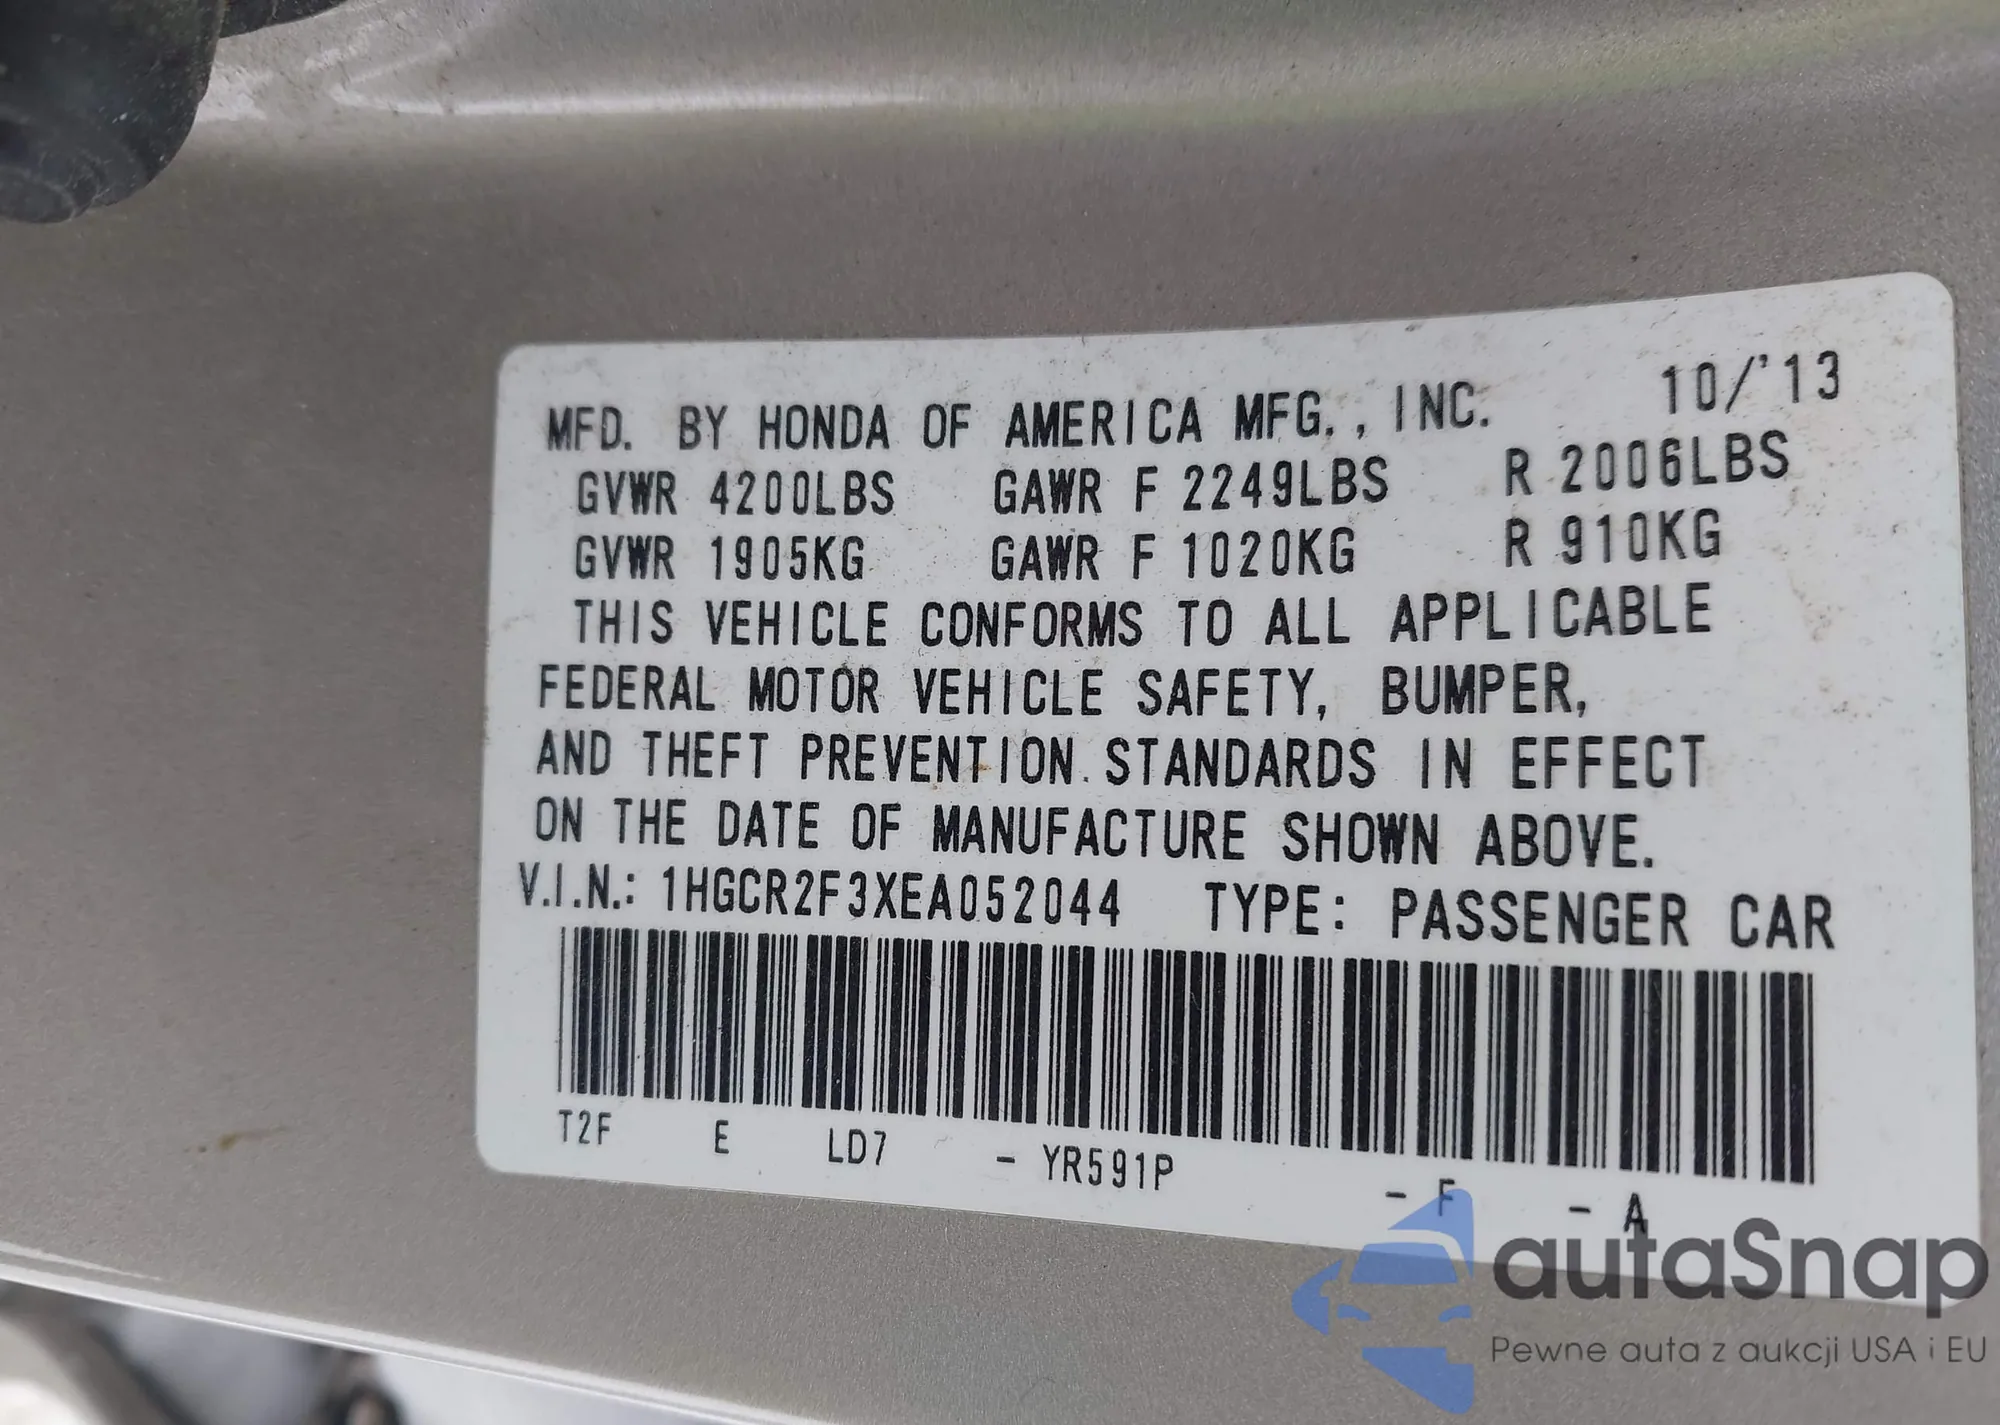 MFD. BY HONDA OF AMERICA MFG., INC. 10/'13
GVWR 4200LBS GAWR F 2249LBS R 2006LBS
GVWR 1905KG GAWR F 1020KG R 910KG
THIS VEHICLE CONFORMS TO ALL APPLICABLE
FEDERAL MOTOR VEHICLE SAFETY, BUMPER,
AND THEFT PREVENTION STANDARDS IN EFFECT
ON THE DATE OF MANUFACTURE SHOWN ABOVE.
V.I.N.: 1HGCR2F3XEA052044 TYPE: PASSENGER CAR
T2F E LD7 - YR591P - F - A
autaSnap
Pewne auta z aukcji USA i EU